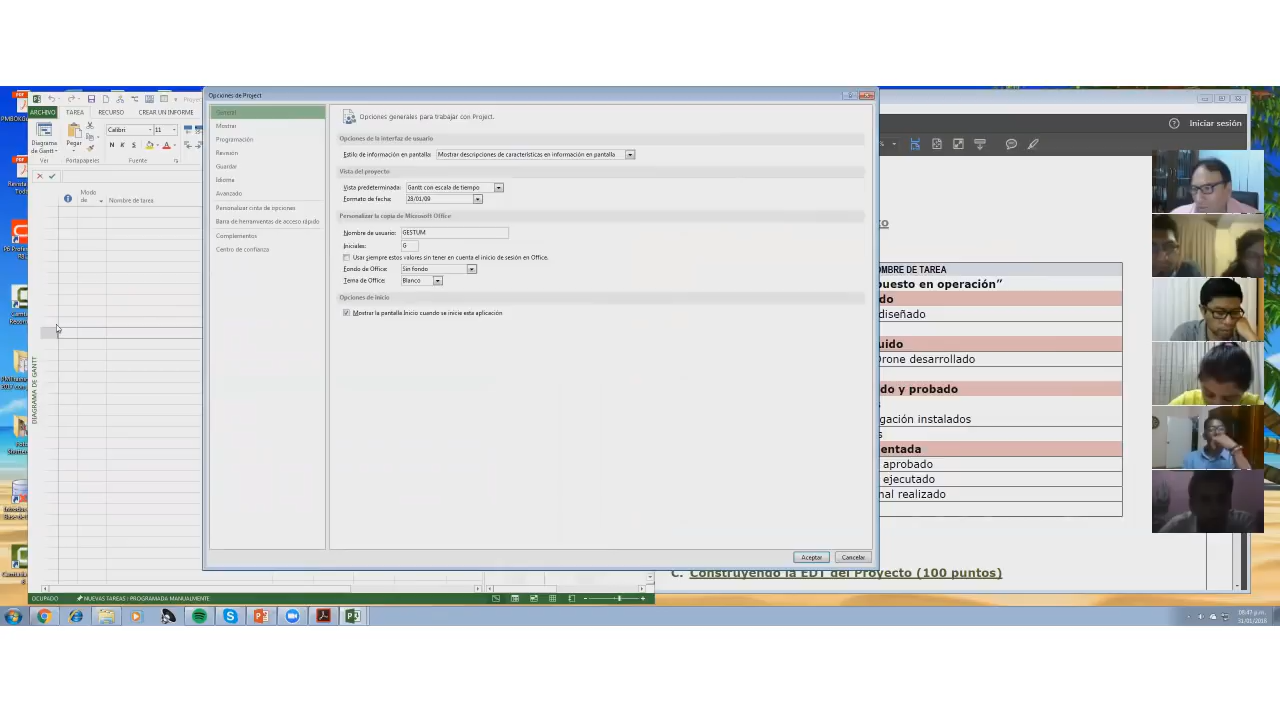 Opciones de Project
General
Mostrar
Programación
Revisión
Guardar
Idioma
Avanzado
Personalizar cinta de opciones
Barra de herramientas de acceso rápido
Complementos
Centro de confianza
Opciones generales para trabajar con Project.
Opciones de la interfaz de usuario
Estilo de información en pantalla: Mostrar descripciones de características en información en pantalla
Vista del proyecto
Vista predeterminada: Gantt con escala de tiempo
Formato de fecha: 28/01/09
Personalizar la copia de Microsoft Office
Nombre de usuario: GESTUM
Iniciales: G
Usar siempre estos valores sin tener en cuenta el inicio de sesión en Office.
Fondo de Office: Sin fondo
Tema de Office: Blanco
Opciones de inicio
Mostrar la pantalla Inicio cuando se inicie esta aplicación
Aceptar Cancelar
ARCHIVO TAREA RECURSO CREAR UN INFORME
Diagrama de Gantt
Pegar
Calibri 11
N K S
Ver Portapapeles Fuente
Modo de
Nombre de tarea
DIAGRAMA DE GANTT
OCUPADO NUEVAS TAREAS : PROGRAMADA MANUALMENTE
Iniciar sesión
OMBRE DE TAREA
puesto en operación”
do
diseñado
uido
Drone desarrollado
do y probado
s
gación instalados
s
entada
aprobado
ejecutado
nal realizado
C. Construyendo la EDT del Proyecto (100 puntos)
08:47 p.m.
31/01/2018